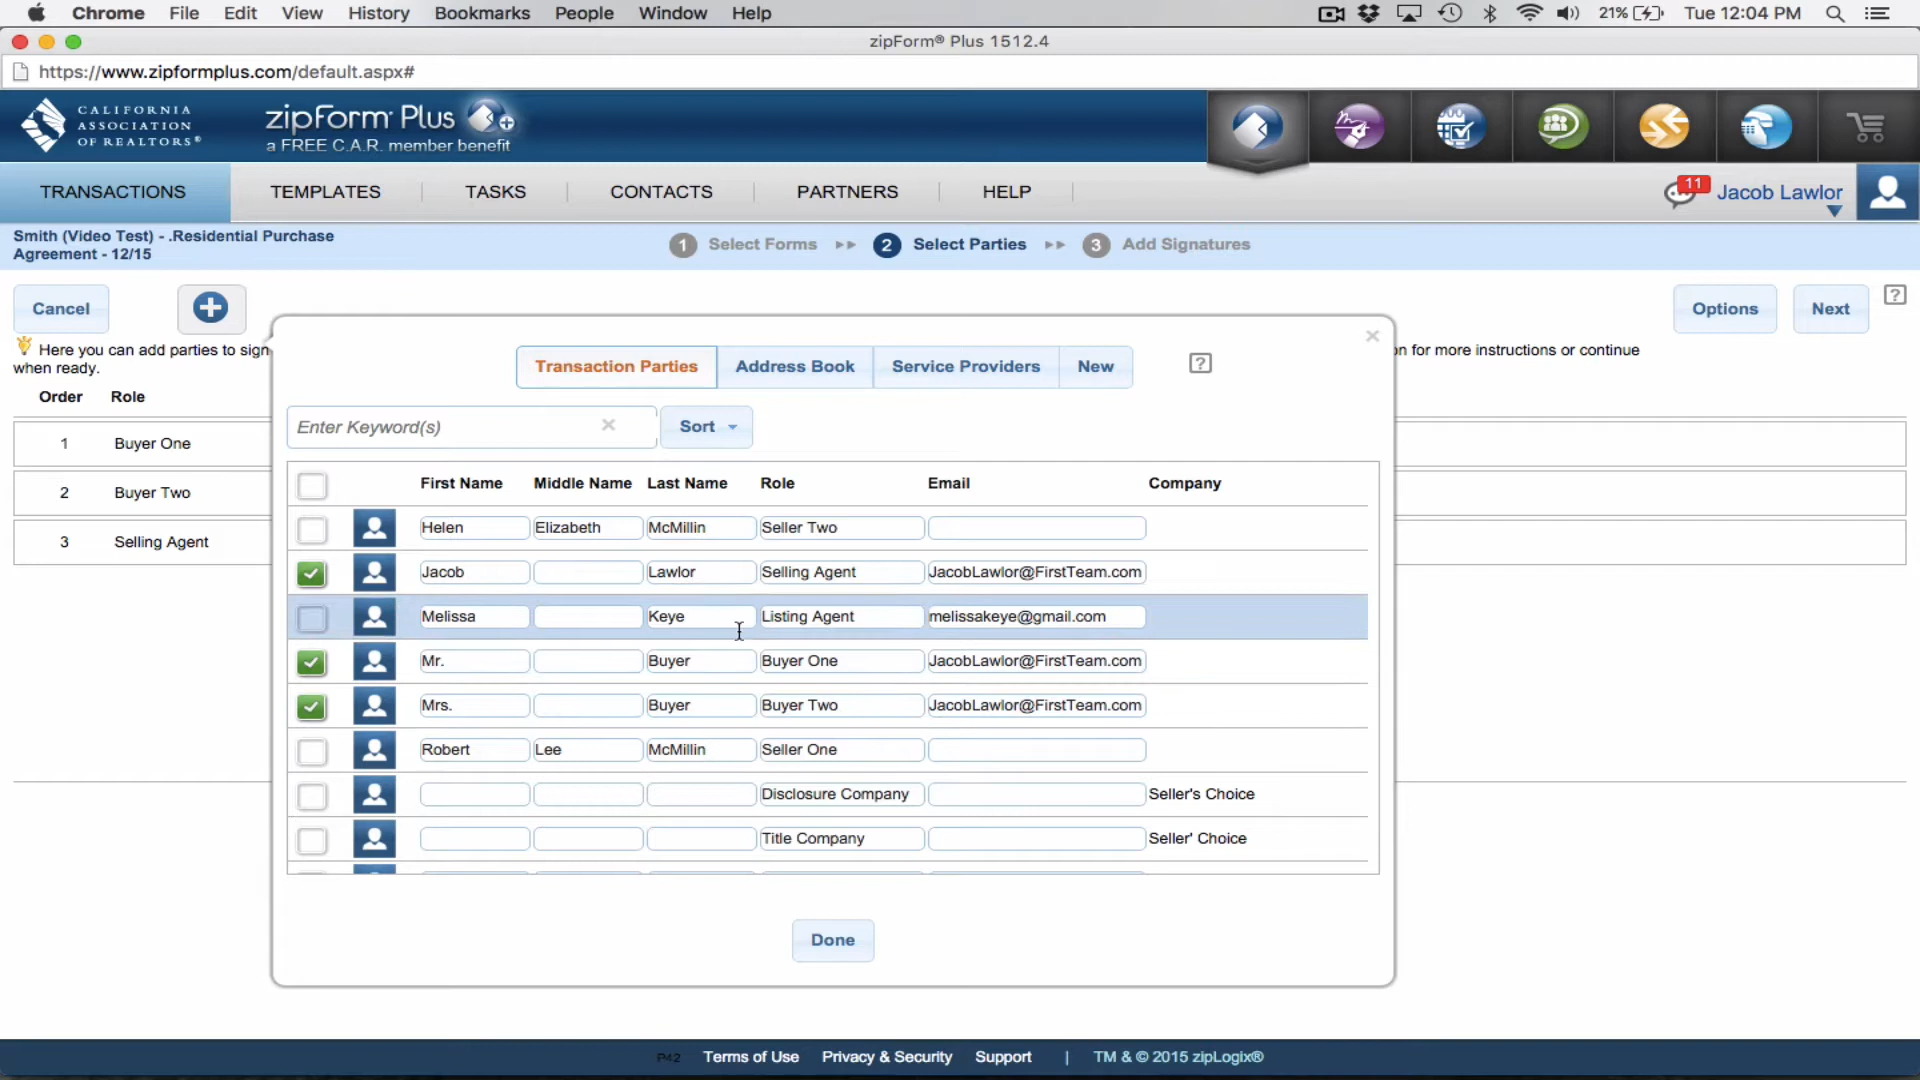 Chrome File Edit View History Bookmarks People Window Help 21% Tue 12:04 PM
zipForm® Plus 1512.4
https://www.zipformplus.com/default.aspx#
CALIFORNIA
ASSOCIATION
OF REALTORS®
zipForm® Plus
a FREE C.A.R. member benefit
TRANSACTIONS TEMPLATES TASKS CONTACTS PARTNERS HELP 11 Jacob Lawlor
Smith (Video Test) - .Residential Purchase
Agreement - 12/15
1 Select Forms 2 Select Parties 3 Add Signatures
Cancel Options Next ?
Here you can add parties to sign on for more instructions or continue
when ready.
Order Role
1 Buyer One
2 Buyer Two
3 Selling Agent
Transaction Parties Address Book Service Providers New ?
Enter Keyword(s) Sort
First Name Middle Name Last Name Role Email Company
Helen Elizabeth McMillin Seller Two
Jacob Lawlor Selling Agent JacobLawlor@FirstTeam.com
Melissa Keye Listing Agent melissakeye@gmail.com
Mr. Buyer Buyer One JacobLawlor@FirstTeam.com
Mrs. Buyer Buyer Two JacobLawlor@FirstTeam.com
Robert Lee McMillin Seller One
Disclosure Company Seller's Choice
Title Company Seller' Choice
Done
P42 Terms of Use Privacy & Security Support | TM & © 2015 zipLogix®